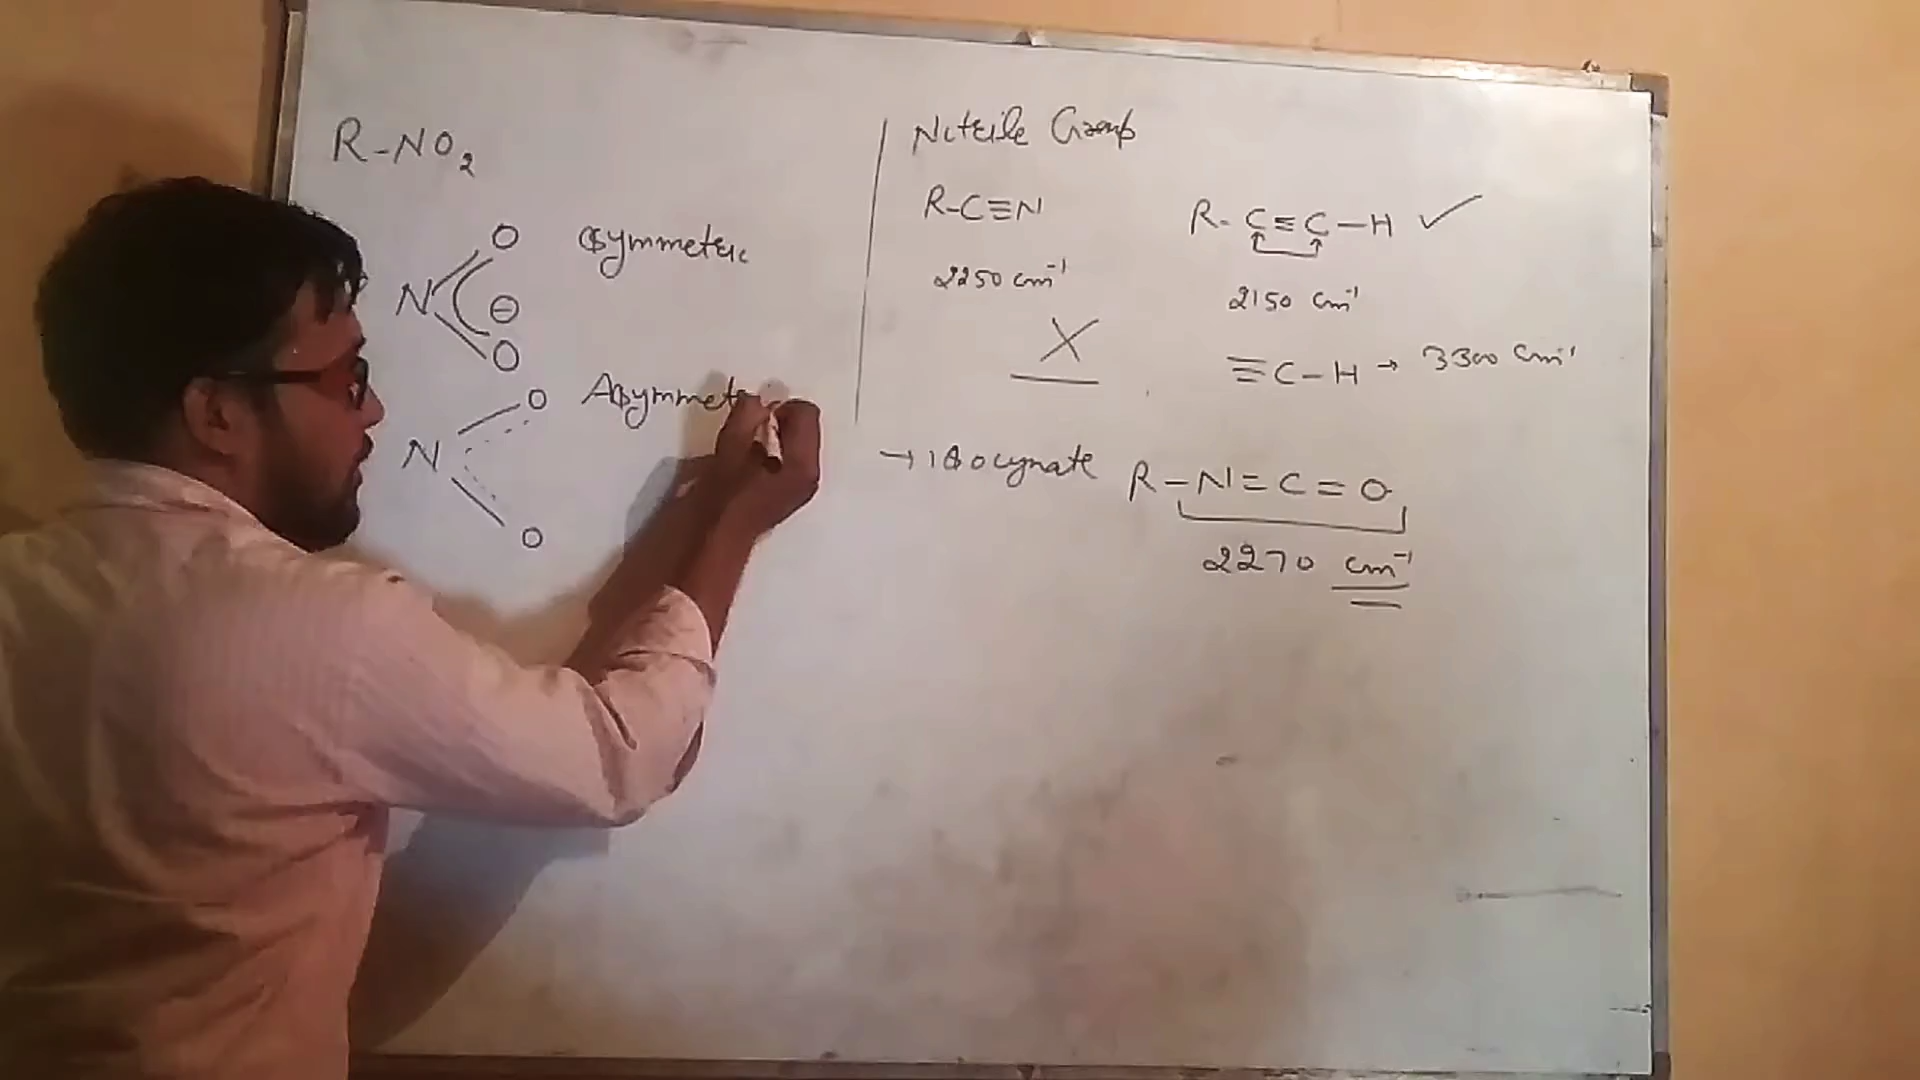 R-NO2
N O ⊖ O Symmetric
N O O Asymmet
Nitrile Group
R-C≡N
2250 cm⁻¹
X
R-C≡C-H ✓
2150 cm⁻¹
≡C-H → 3300 cm⁻¹
→ isocynate R-N=C=O
2270 cm⁻¹